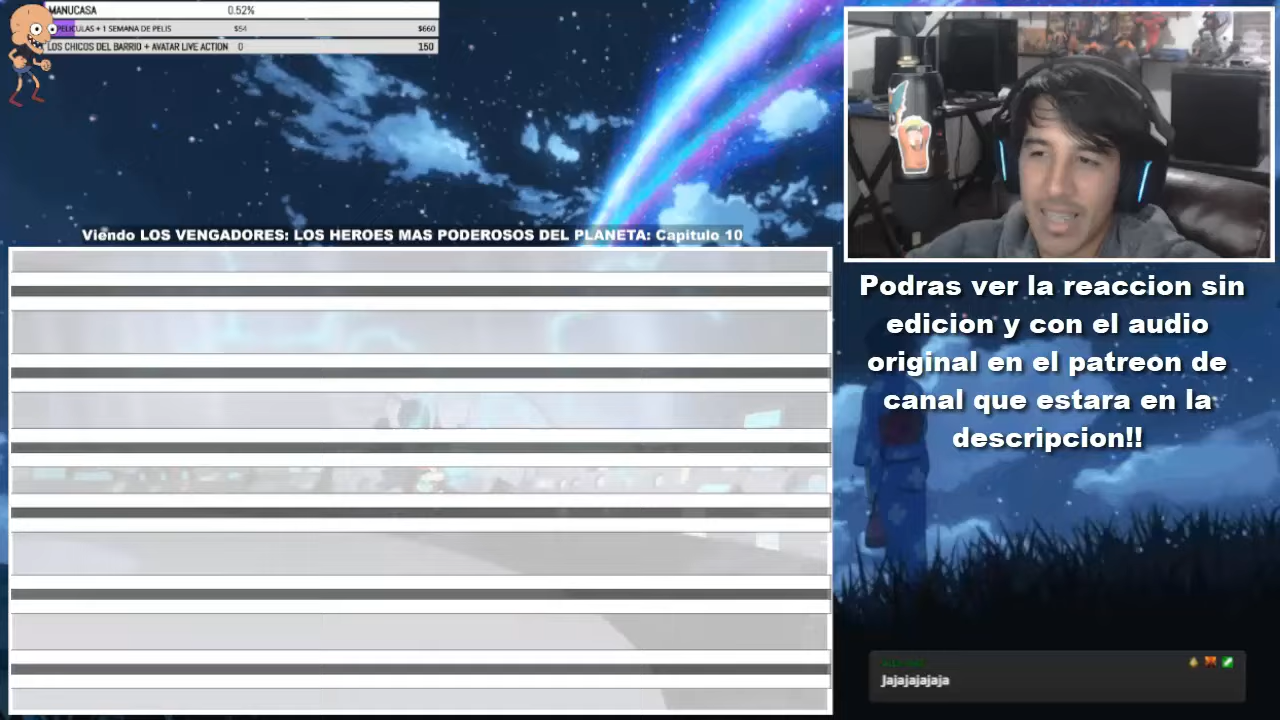 MANUCASA 0.52%
PELICULAS + 1 SEMANA DE PELIS $54 $660
LOS CHICOS DEL BARRIO + AVATAR LIVE ACTION 0 150
Viendo LOS VENGADORES: LOS HEROES MAS PODEROSOS DEL PLANETA: Capitulo 10
Podras ver la reaccion sin
edicion y con el audio
original en el patreon de
canal que estara en la
descripcion!!
Jajajajajaja